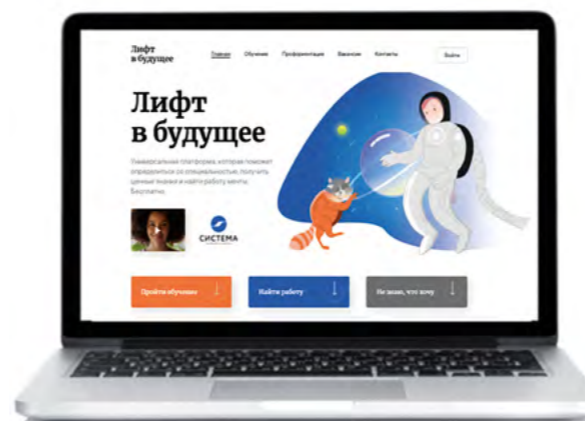 Лифт
в будущее
Главная Обучение Профориентация Вакансии Контакты
Войти
Лифт
в будущее
Универсальная платформа, которая поможет
определиться со специальностью, получить
ценные знания и найти работу мечты.
Бесплатно.
СИСТЕМА
Пройти обучение
Найти работу
Не знаю, что хочу